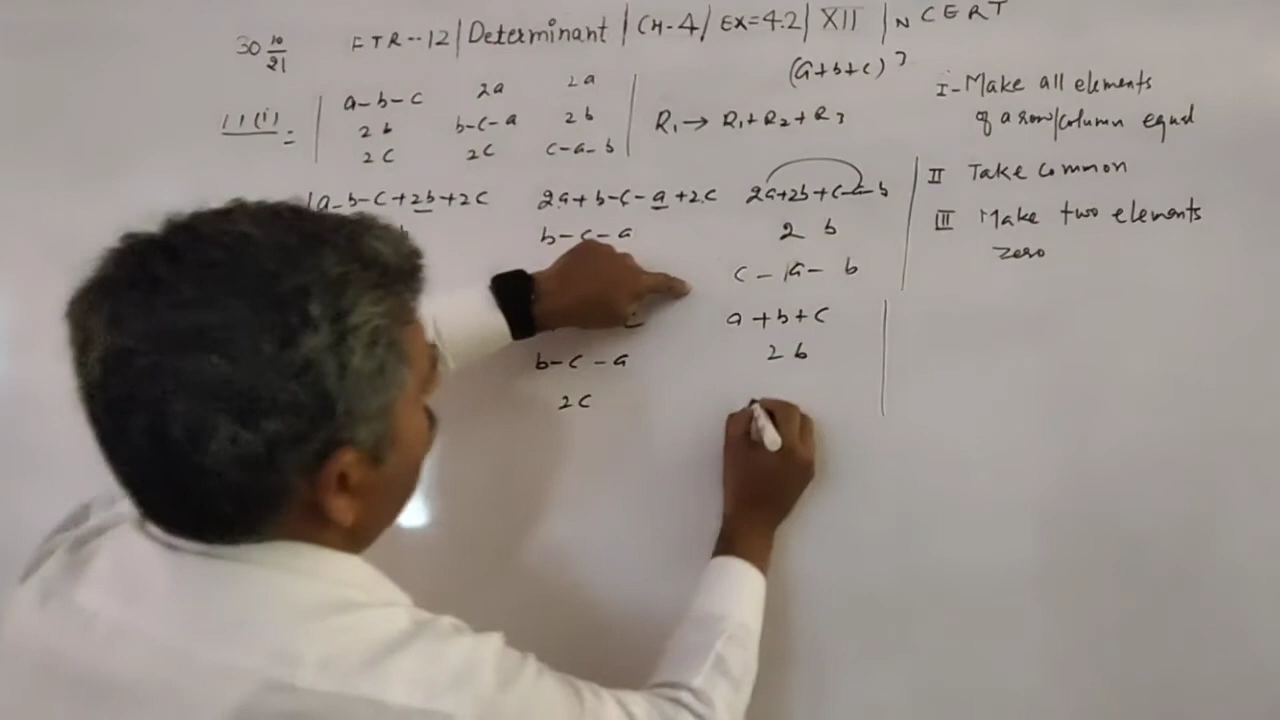 30 10/21 FTR--12 | Determinant | CH-4 / EX=4.2 | XII | NCERT
(a+b+c)³
11(i) = | a-b-c 2a 2a |
2b b-c-a 2b R₁ → R₁+R₂+R₃
2c 2c c-a-b
I- Make all elements
of a row/column equal
II Take Common
III Make two elements
zero
a-b-c+2b+2c 2a+b-c-a+2c 2a+2b+c-a-b
b-c-a 2 b
c-a-b
a+b+c
b-c-a 2b
2c